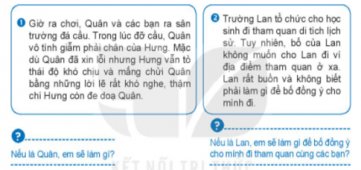 1 Giờ ra chơi, Quân và các bạn ra sân
trường đá cầu. Trong lúc đỡ cầu, Quân
vô tình giẫm phải chân của Hưng. Mặc
dù Quân đã xin lỗi nhưng Hưng vẫn tỏ
thái độ khó chịu và mắng chửi Quân
bằng những lời lẽ rất khó nghe, thậm
chí Hưng còn đe doạ Quân.
?
Nếu là Quân, em sẽ làm gì?
2 Trường Lan tổ chức cho học
sinh đi tham quan di tích lịch
sử. Tuy nhiên, bố của Lan
không muốn cho Lan đi vì
địa điểm tham quan ở xa.
Lan rất buồn và không biết
phải làm gì để bố đồng ý cho
mình đi.
?
Nếu là Lan, em sẽ làm gì để bố đồng ý
cho mình đi tham quan cùng các bạn?
KẾT NỐI TRI THỨC